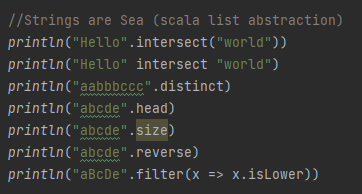 //Strings are Sea (scala list abstraction)
println("Hello".intersect("world"))
println("Hello" intersect "world")
println("aabbbccc".distinct)
println("abcde".head)
println("abcde".size)
println("abcde".reverse)
println("aBcDe".filter(x => x.isLower))